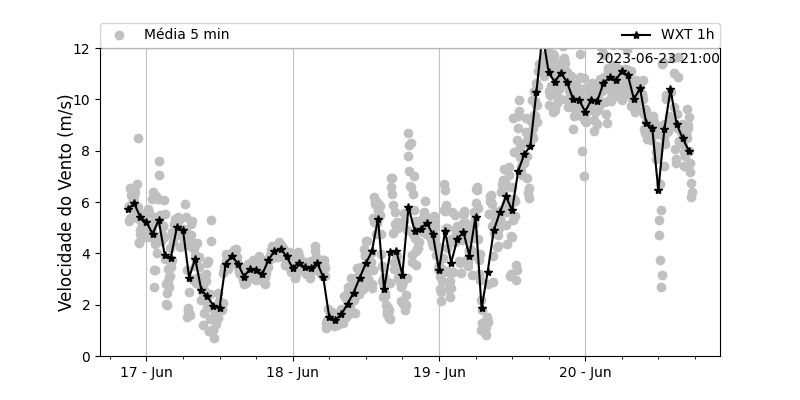 Média 5 min
WXT 1h
2023-06-23 21:00
Velocidade do Vento (m/s)
12
10
8
6
4
2
0
17 - Jun
18 - Jun
19 - Jun
20 - Jun